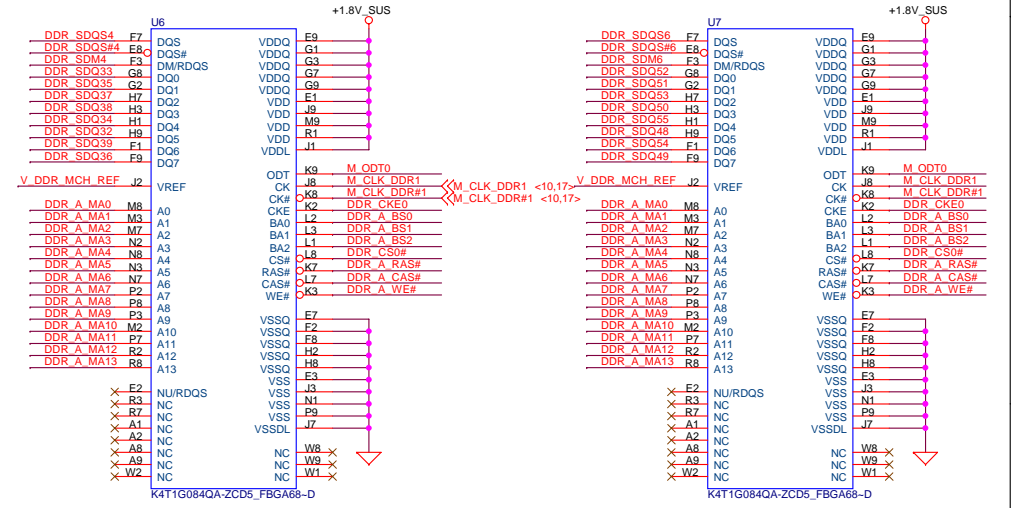 +1.8V_SUS
U6
DDR_SDQS4 F7 DQS VDDQ E9
DDR_SDQS#4 E8 DQS# VDDQ G1
DDR_SDM4 F3 DM/RDQS VDDQ G3
DDR_SDQ33 G8 DQ0 VDDQ G7
DDR_SDQ35 G2 DQ1 VDDQ G9
DDR_SDQ37 H7 DQ2 VDD E1
DDR_SDQ38 H3 DQ3 VDD J9
DDR_SDQ34 H1 DQ4 VDD M9
DDR_SDQ32 H9 DQ5 VDD R1
DDR_SDQ39 F1 DQ6 VDDL J1
DDR_SDQ36 F9 DQ7
ODT K9 M_ODT0
V_DDR_MCH_REF J2 VREF CK J8 M_CLK_DDR1 M_CLK_DDR1 <10,17>
CK# K8 M_CLK_DDR#1 M_CLK_DDR#1 <10,17>
DDR_A_MA0 M8 A0 CKE K2 DDR_CKE0
DDR_A_MA1 M3 A1 BA0 L2 DDR_A_BS0
DDR_A_MA2 M7 A2 BA1 L3 DDR_A_BS1
DDR_A_MA3 N2 A3 BA2 L1 DDR_A_BS2
DDR_A_MA4 N8 A4 CS# L8 DDR_CS0#
DDR_A_MA5 N3 A5 RAS# K7 DDR_A_RAS#
DDR_A_MA6 N7 A6 CAS# L7 DDR_A_CAS#
DDR_A_MA7 P2 A7 WE# K3 DDR_A_WE#
DDR_A_MA8 P8 A8
DDR_A_MA9 P3 A9 VSSQ E7
DDR_A_MA10 M2 A10 VSSQ F2
DDR_A_MA11 P7 A11 VSSQ F8
DDR_A_MA12 R2 A12 VSSQ H2
DDR_A_MA13 R8 A13 VSSQ H8
VSS E3
E2 NU/RDQS VSS J3
R3 NC VSS N1
R7 NC VSS P9
A1 NC VSSDL J7
A2 NC
A8 NC NC W8
A9 NC NC W9
W2 NC NC W1
K4T1G084QA-ZCD5_FBGA68~D
+1.8V_SUS
U7
DDR_SDQS6 F7 DQS VDDQ E9
DDR_SDQS#6 E8 DQS# VDDQ G1
DDR_SDM6 F3 DM/RDQS VDDQ G3
DDR_SDQ52 G8 DQ0 VDDQ G7
DDR_SDQ51 G2 DQ1 VDDQ G9
DDR_SDQ53 H7 DQ2 VDD E1
DDR_SDQ50 H3 DQ3 VDD J9
DDR_SDQ55 H1 DQ4 VDD M9
DDR_SDQ48 H9 DQ5 VDD R1
DDR_SDQ54 F1 DQ6 VDDL J1
DDR_SDQ49 F9 DQ7
ODT K9 M_ODT0
V_DDR_MCH_REF J2 VREF CK J8 M_CLK_DDR1
CK# K8 M_CLK_DDR#1
DDR_A_MA0 M8 A0 CKE K2 DDR_CKE0
DDR_A_MA1 M3 A1 BA0 L2 DDR_A_BS0
DDR_A_MA2 M7 A2 BA1 L3 DDR_A_BS1
DDR_A_MA3 N2 A3 BA2 L1 DDR_A_BS2
DDR_A_MA4 N8 A4 CS# L8 DDR_CS0#
DDR_A_MA5 N3 A5 RAS# K7 DDR_A_RAS#
DDR_A_MA6 N7 A6 CAS# L7 DDR_A_CAS#
DDR_A_MA7 P2 A7 WE# K3 DDR_A_WE#
DDR_A_MA8 P8 A8
DDR_A_MA9 P3 A9 VSSQ E7
DDR_A_MA10 M2 A10 VSSQ F2
DDR_A_MA11 P7 A11 VSSQ F8
DDR_A_MA12 R2 A12 VSSQ H2
DDR_A_MA13 R8 A13 VSSQ H8
VSS E3
E2 NU/RDQS VSS J3
R3 NC VSS N1
R7 NC VSS P9
A1 NC VSSDL J7
A2 NC
A8 NC NC W8
A9 NC NC W9
W2 NC NC W1
K4T1G084QA-ZCD5_FBGA68~D